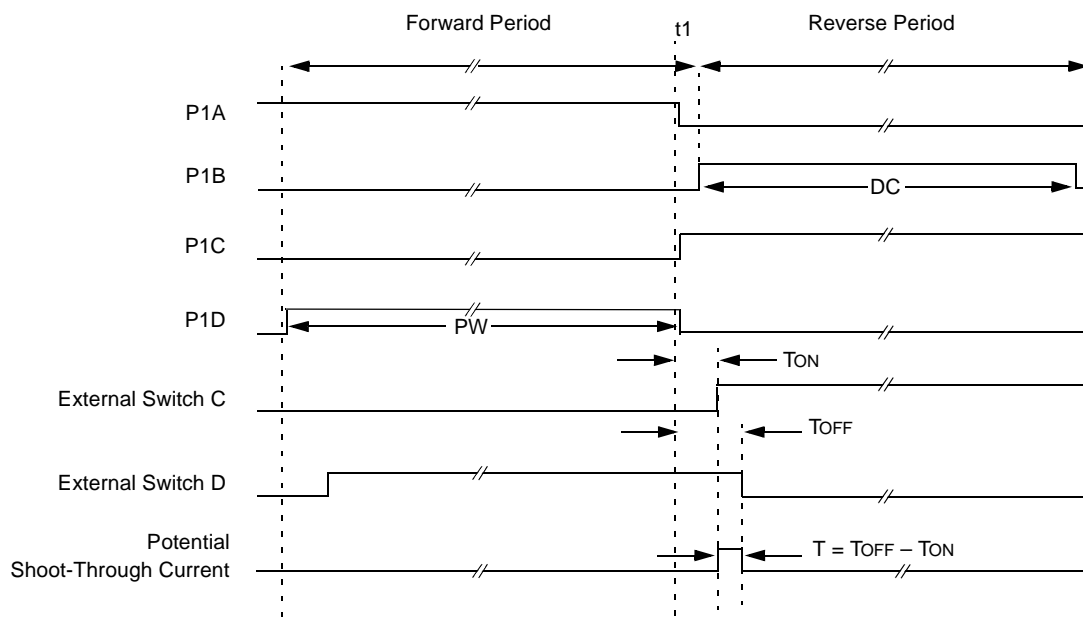 Forward Period
t1
Reverse Period
P1A
P1B
DC
P1C
P1D
PW
TON
External Switch C
TOFF
External Switch D
Potential
Shoot-Through Current
T = TOFF – TON